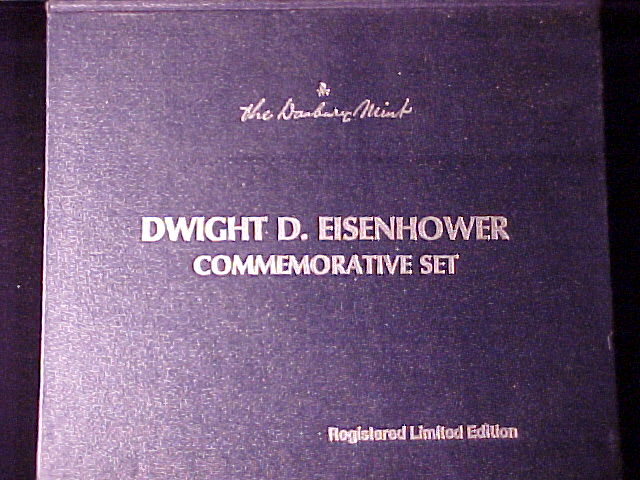 the Danbury Mint
DWIGHT D. EISENHOWER
COMMEMORATIVE SET
Registered Limited Edition